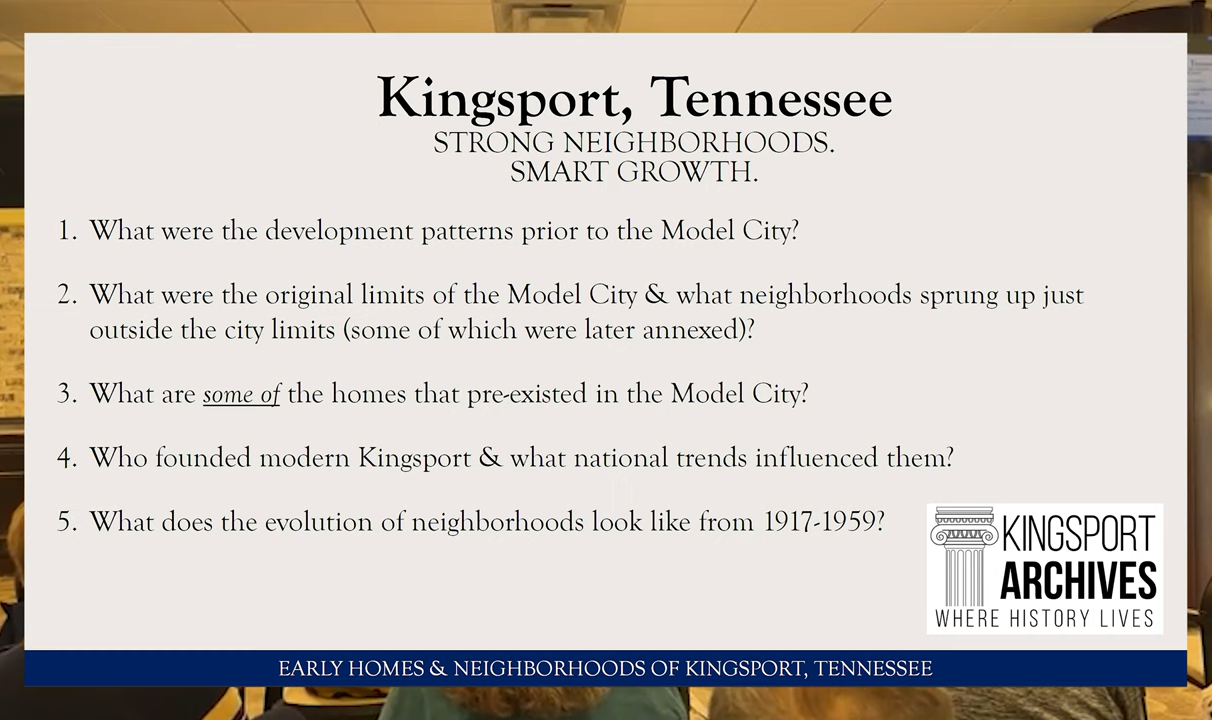 Kingsport, Tennessee
STRONG NEIGHBORHOODS.
SMART GROWTH.
1. What were the development patterns prior to the Model City?
2. What were the original limits of the Model City & what neighborhoods sprung up just
outside the city limits (some of which were later annexed)?
3. What are some of the homes that pre-existed in the Model City?
4. Who founded modern Kingsport & what national trends influenced them?
5. What does the evolution of neighborhoods look like from 1917-1959?
KINGSPORT
ARCHIVES
WHERE HISTORY LIVES
EARLY HOMES & NEIGHBORHOODS OF KINGSPORT, TENNESSEE